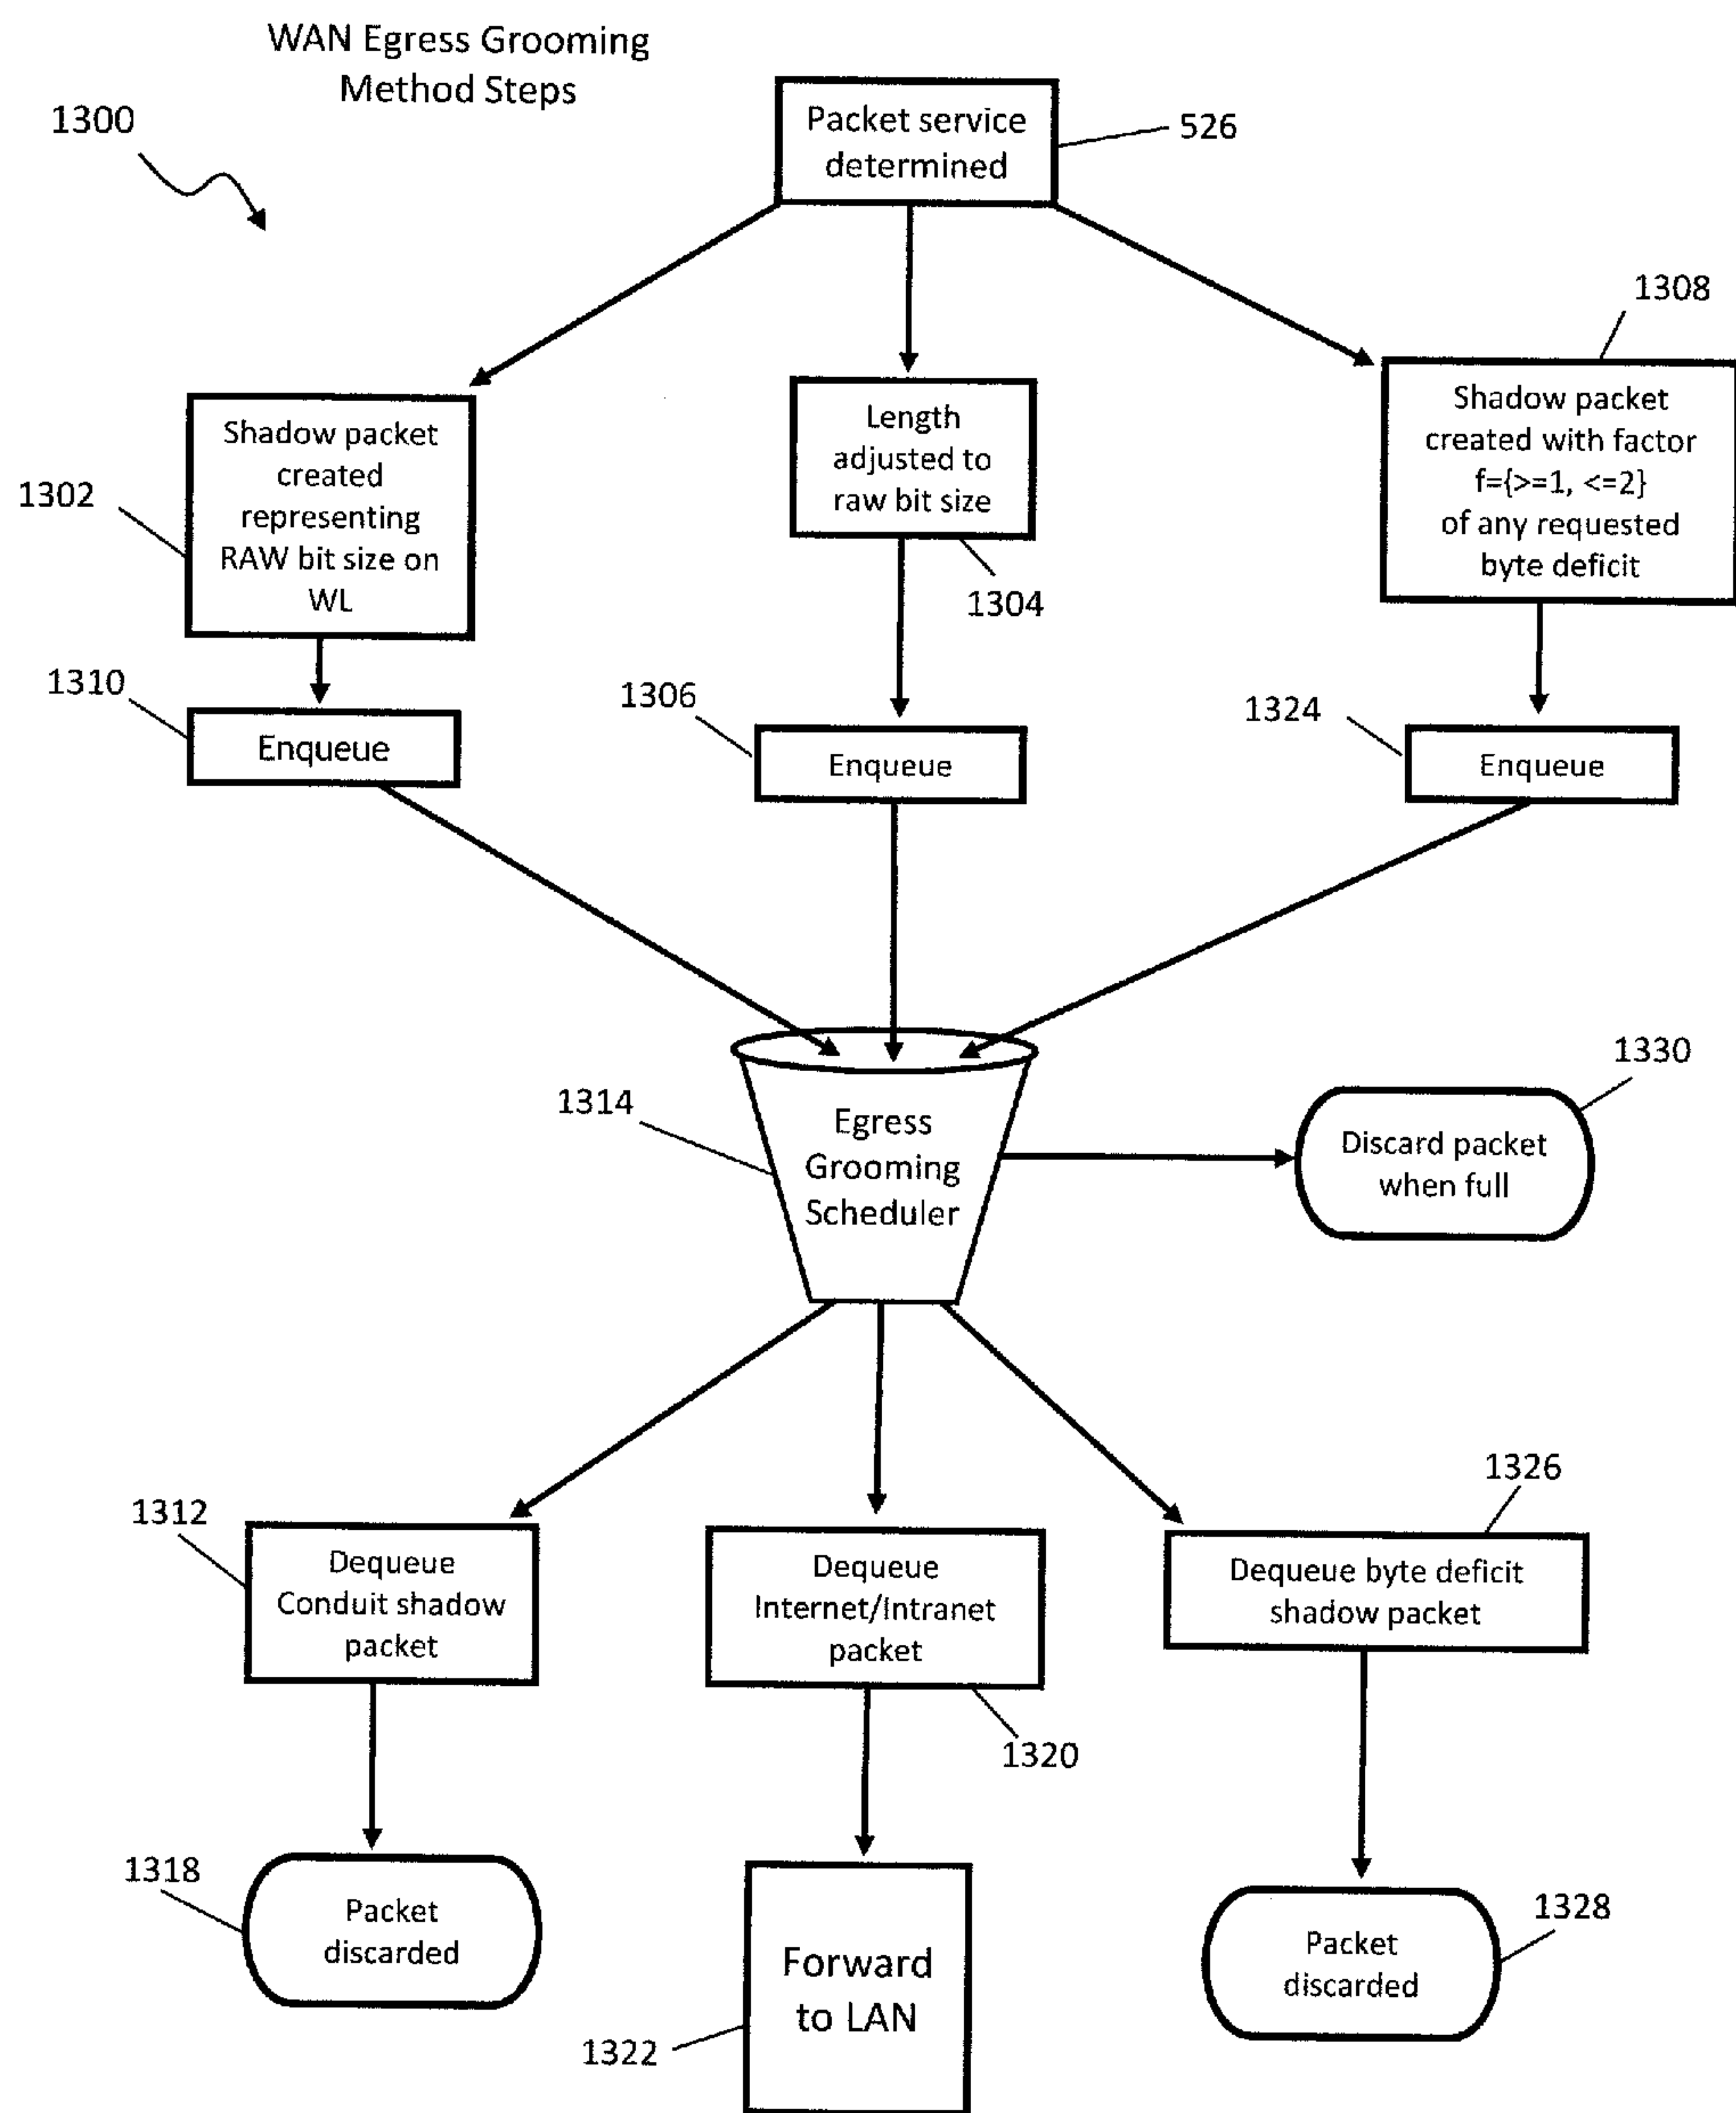 WAN Egress Grooming
Method Steps
1300
Packet service
determined
526
1308
Shadow packet
created
representing
RAW bit size on
WL
1302
Length
adjusted to
raw bit size
1304
Shadow packet
created with factor
f={>=1, <=2}
of any requested
byte deficit
1310
Enqueue
1306
Enqueue
1324
Enqueue
1314
Egress
Grooming
Scheduler
1330
Discard packet
when full
1312
Dequeue
Conduit shadow
packet
Dequeue
Internet/Intranet
packet
1320
1326
Dequeue byte deficit
shadow packet
1318
Packet
discarded
Forward
to LAN
1322
1328
Packet
discarded